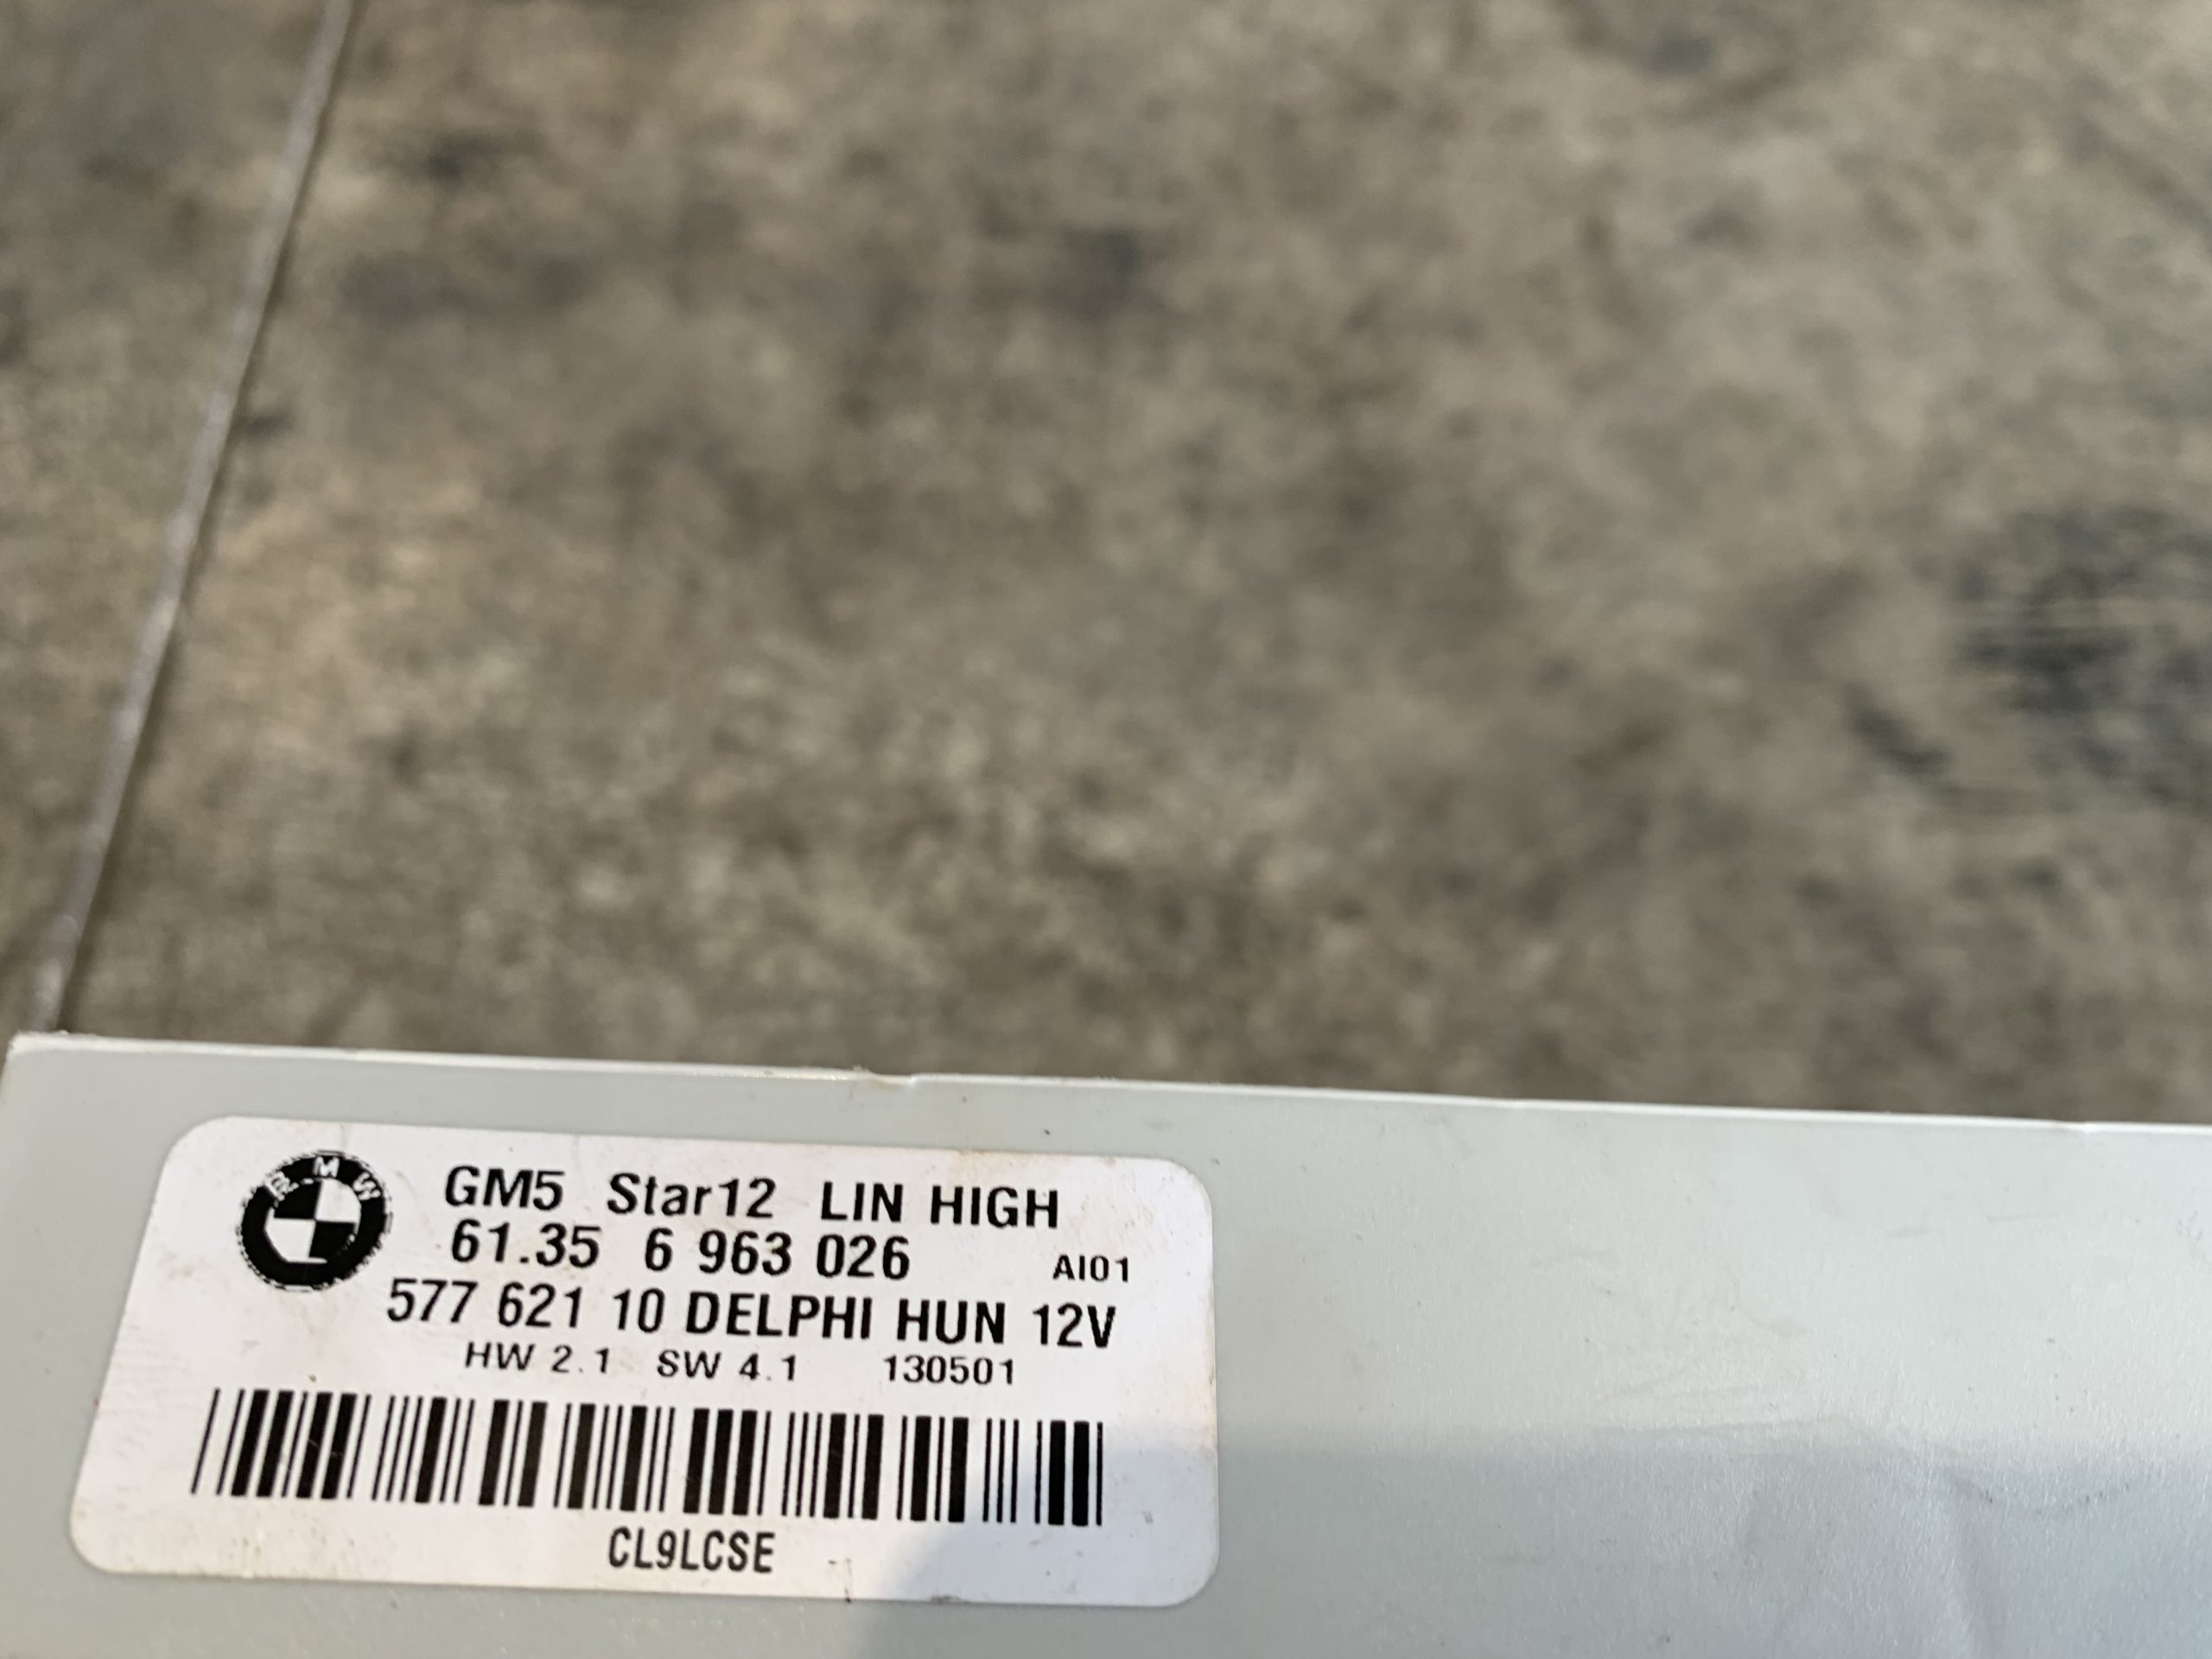 BMW
GM5 Star12 LIN HIGH
61.35 6 963 026 AI01
577 621 10 DELPHI HUN 12V
HW 2.1 SW 4.1 130501
CL9LCSE